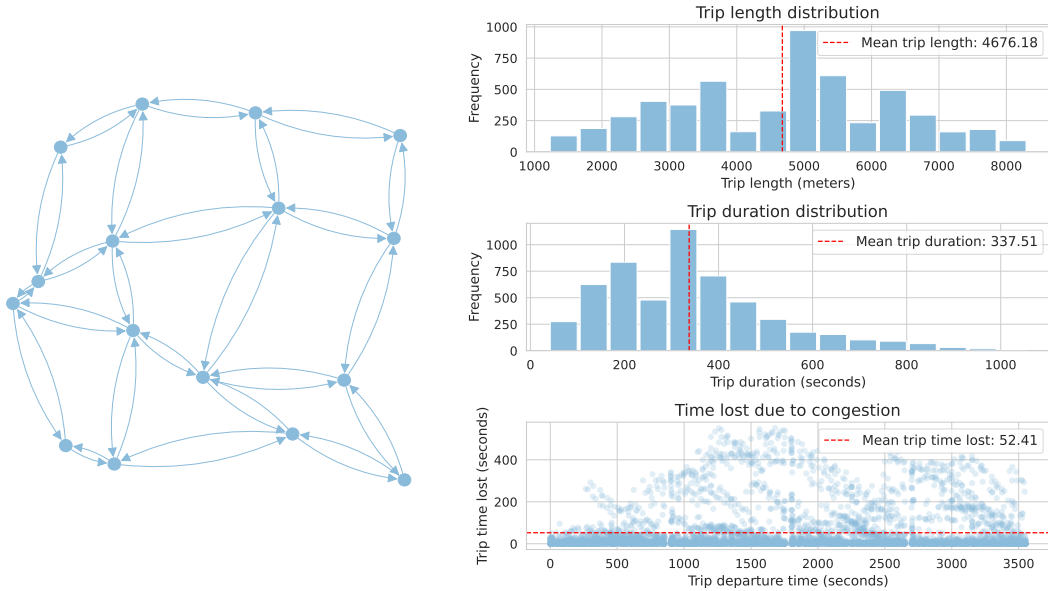 Trip length distribution
Frequency
1000
750
500
250
0
Mean trip length: 4676.18
1000 2000 3000 4000 5000 6000 7000 8000
Trip length (meters)
Trip duration distribution
Frequency
1000
750
500
250
0
Mean trip duration: 337.51
0 200 400 600 800 1000
Trip duration (seconds)
Time lost due to congestion
Trip time lost (seconds)
400
200
0
Mean trip time lost: 52.41
0 500 1000 1500 2000 2500 3000 3500
Trip departure time (seconds)